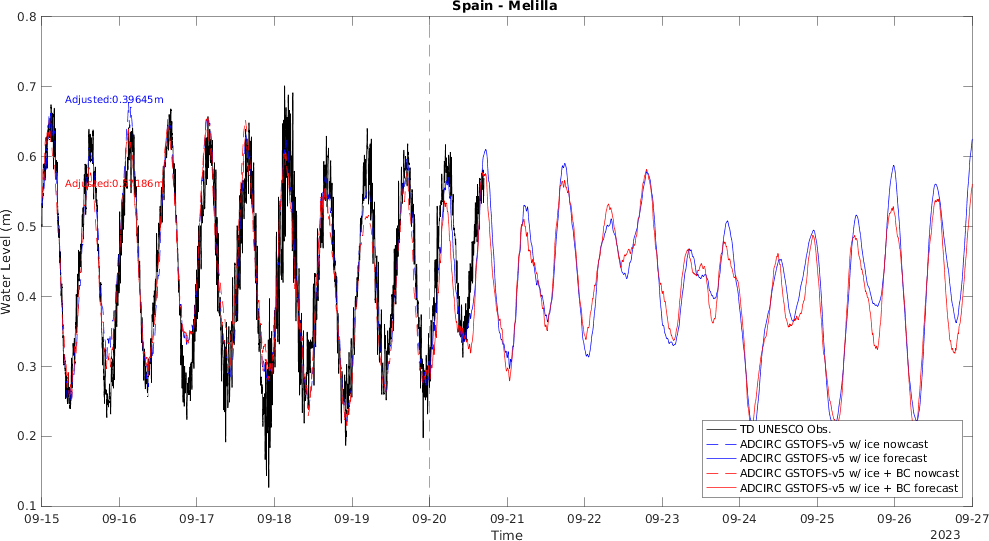 Spain - Melilla
0.8
0.7
0.6
0.5
0.4
0.3
0.2
0.1
Water Level (m)
Adjusted:0.39645m
TD UNESCO Obs.
ADCIRC GSTOFS-v5 w/ ice nowcast
ADCIRC GSTOFS-v5 w/ ice forecast
ADCIRC GSTOFS-v5 w/ ice + BC nowcast
ADCIRC GSTOFS-v5 w/ ice + BC forecast
09-15 09-16 09-17 09-18 09-19 09-20 09-21 09-22 09-23 09-24 09-25 09-26 09-27
Time
2023